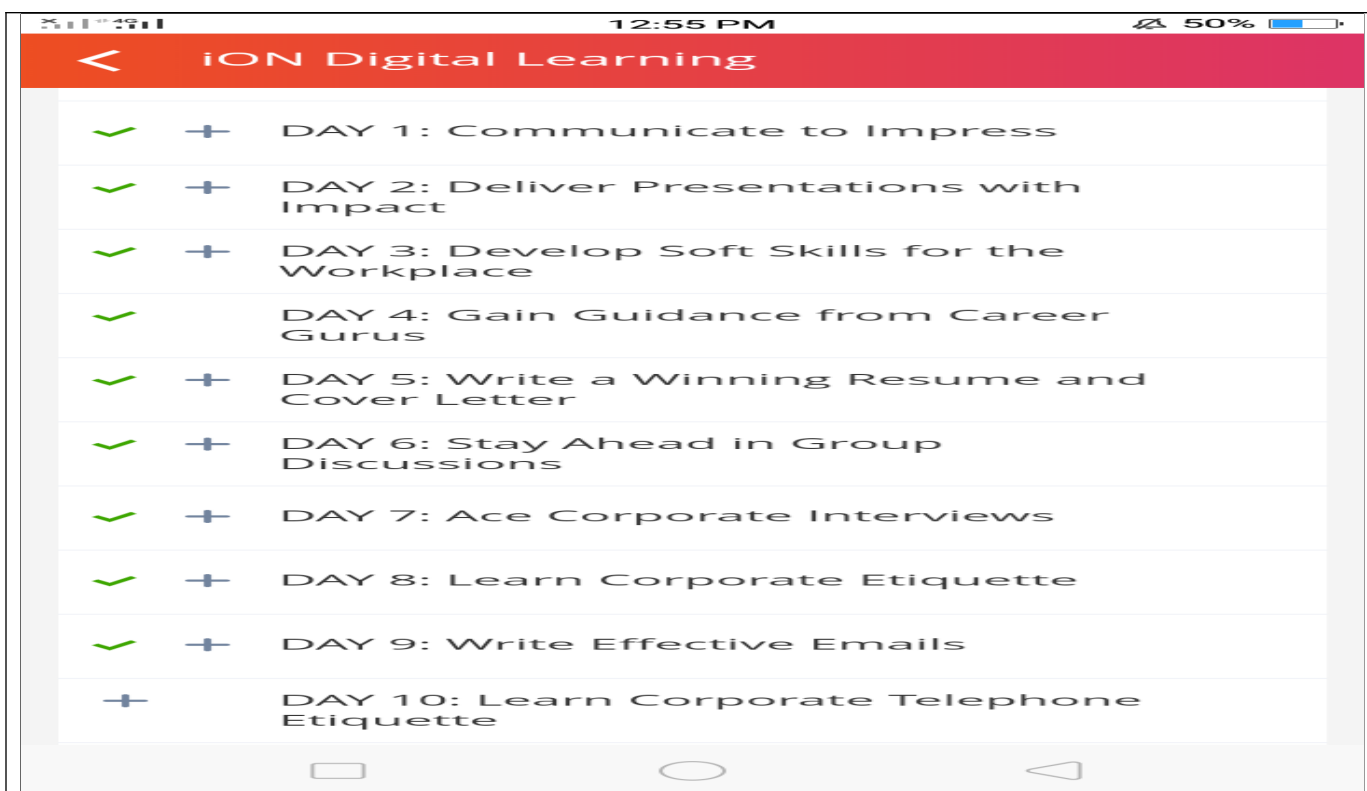 4G 12:55 PM 50%
iON Digital Learning
DAY 1: Communicate to Impress
DAY 2: Deliver Presentations with
Impact
DAY 3: Develop Soft Skills for the
Workplace
DAY 4: Gain Guidance from Career
Gurus
DAY 5: Write a Winning Resume and
Cover Letter
DAY 6: Stay Ahead in Group
Discussions
DAY 7: Ace Corporate Interviews
DAY 8: Learn Corporate Etiquette
DAY 9: Write Effective Emails
DAY 10: Learn Corporate Telephone
Etiquette